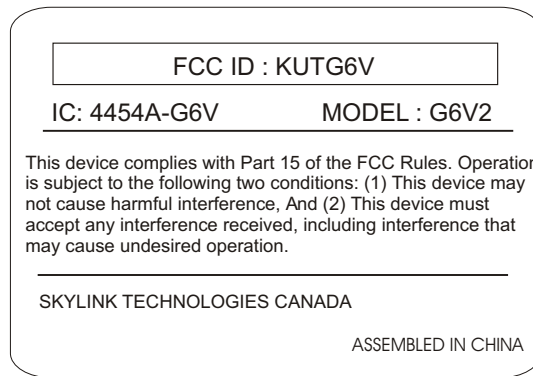 FCC ID : KUTG6V
IC: 4454A-G6V MODEL : G6V2
This device complies with Part 15 of the FCC Rules. Operation
is subject to the following two conditions: (1) This device may
not cause harmful interference, And (2) This device must
accept any interference received, including interference that
may cause undesired operation.
SKYLINK TECHNOLOGIES CANADA
ASSEMBLED IN CHINA